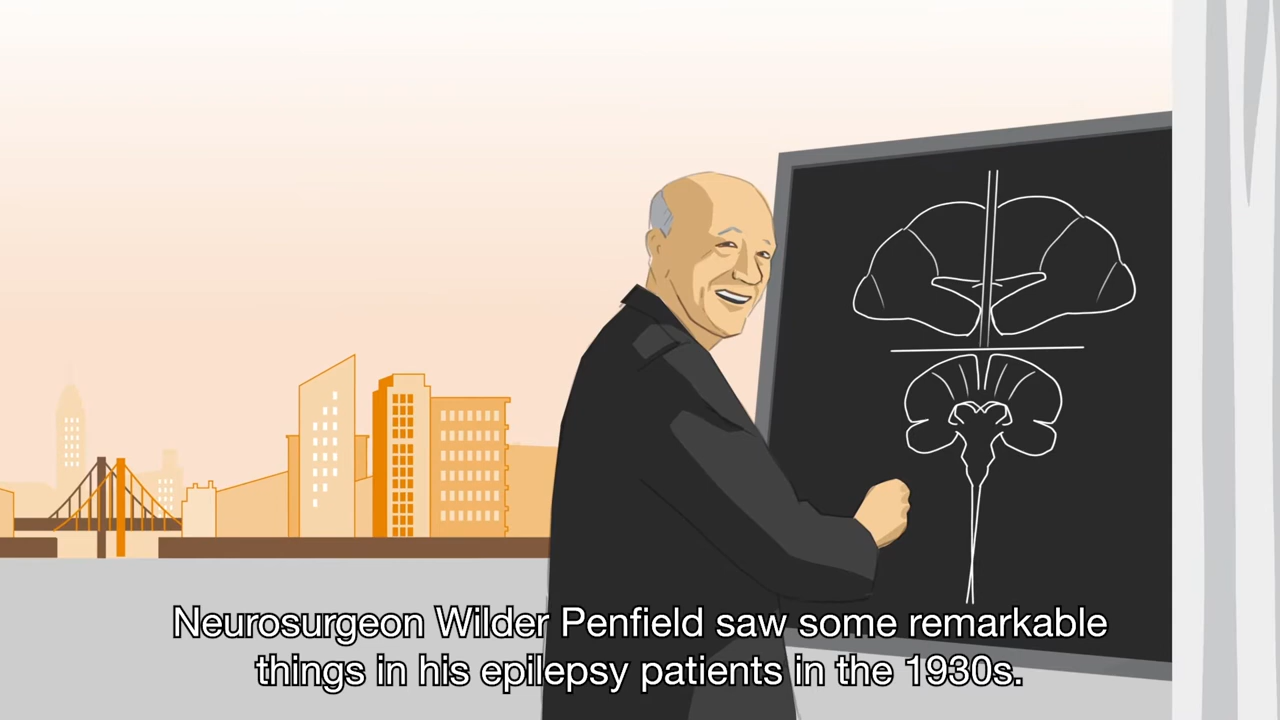 Neurosurgeon Wilder Penfield saw some remarkable
things in his epilepsy patients in the 1930s.